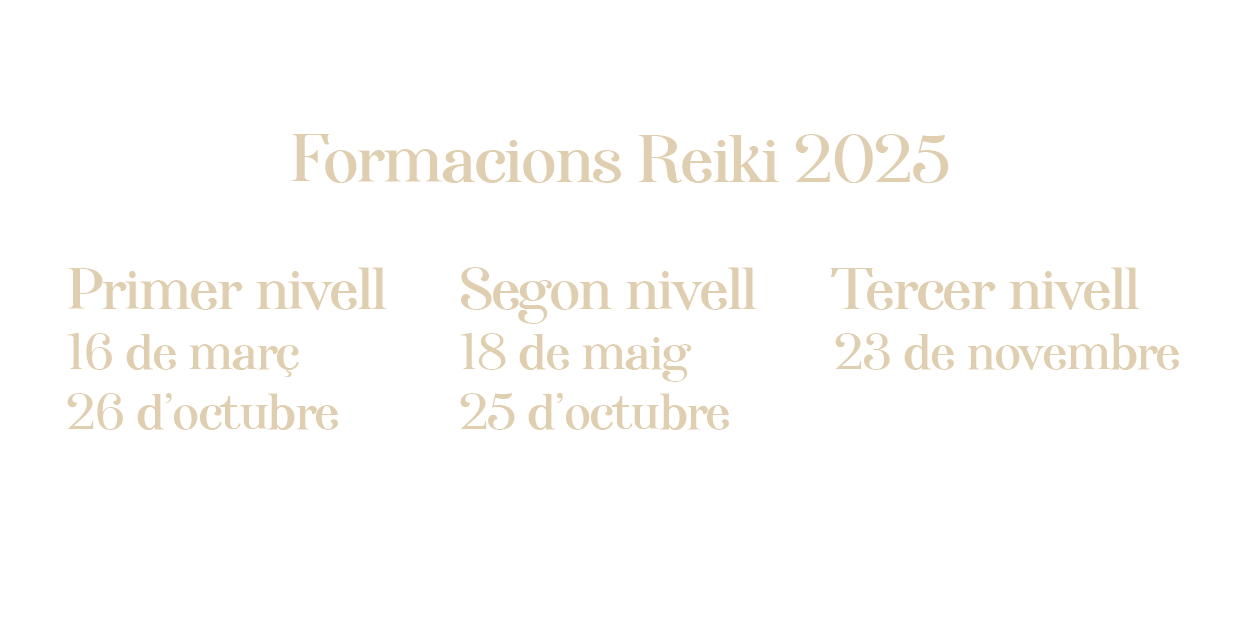 Formacions Reiki 2025
Primer nivell
16 de març
26 d’octubre
Segon nivell
18 de maig
25 d’octubre
Tercer nivell
23 de novembre